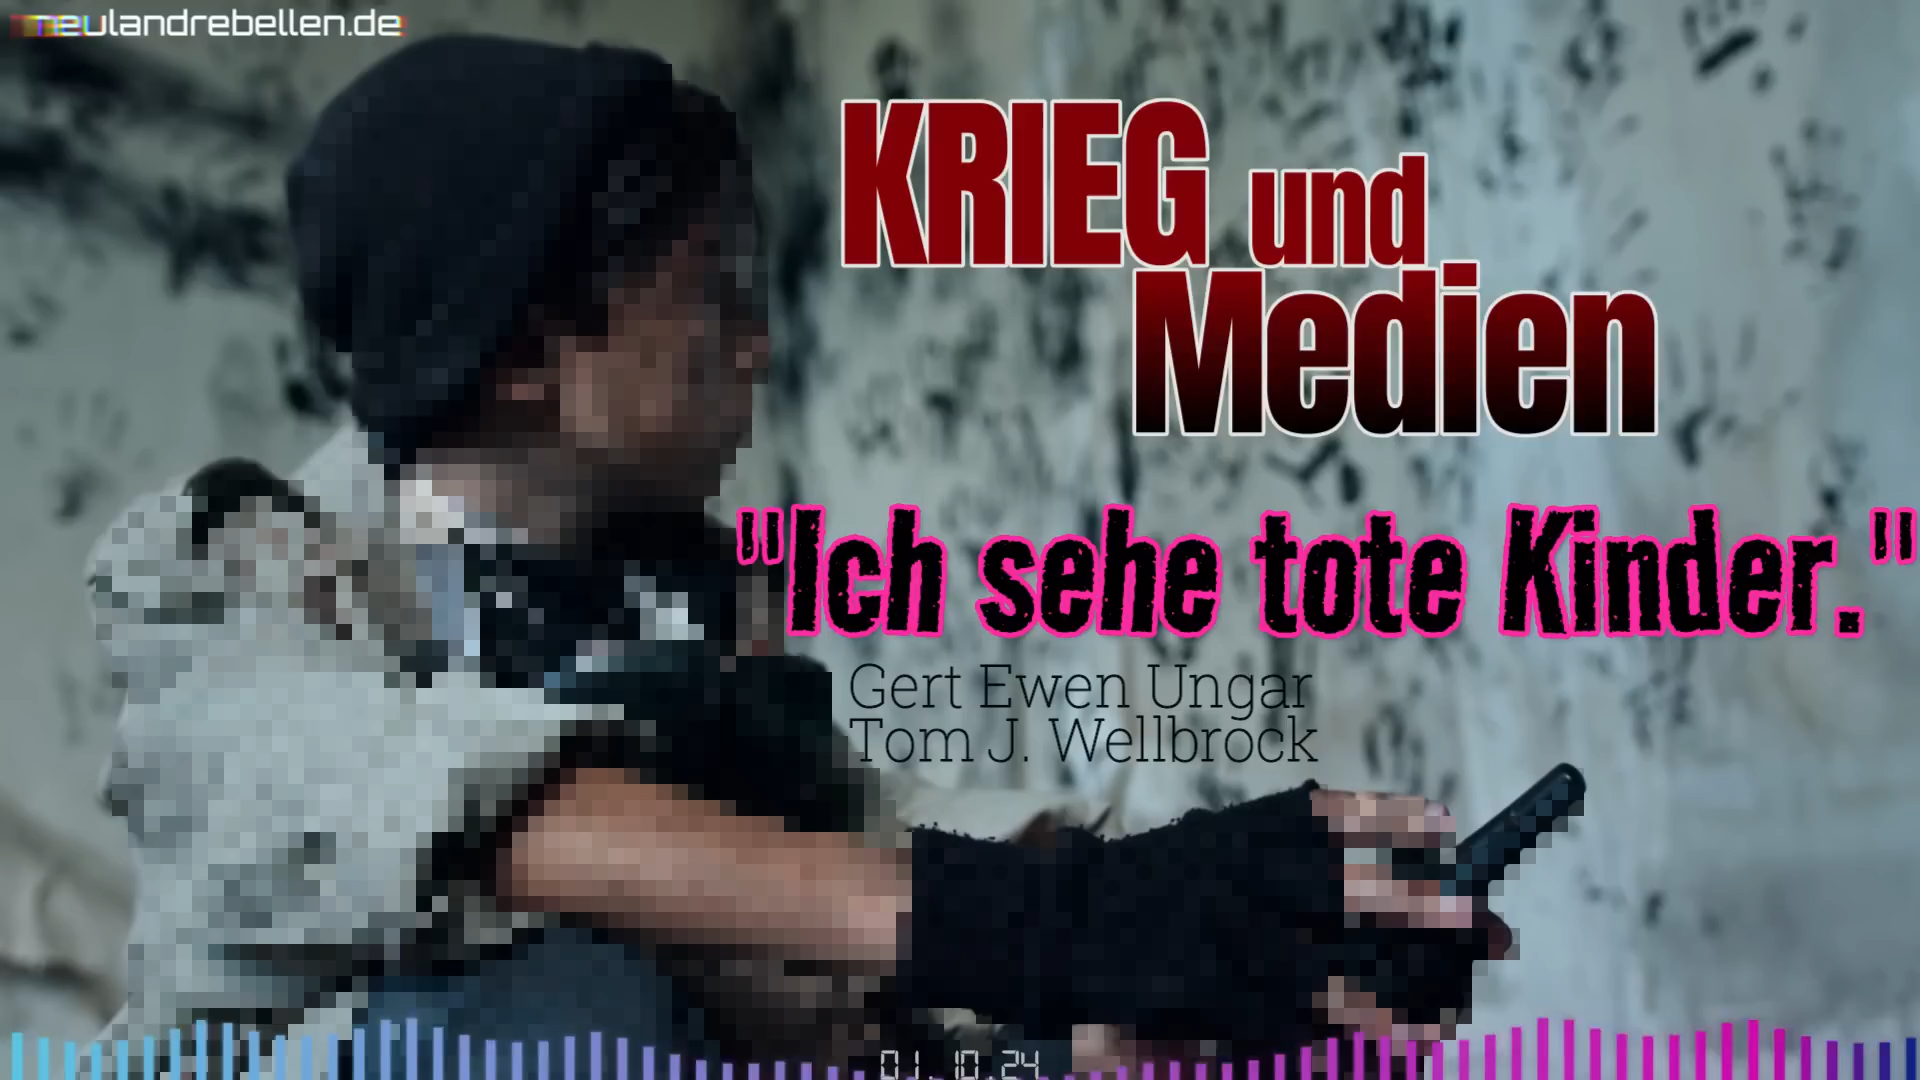 neulandrebellen.de
KRIEG und
Medien
"Ich sehe tote Kinder."
Gert Ewen Ungar
Tom J. Wellbrock
01.10.24